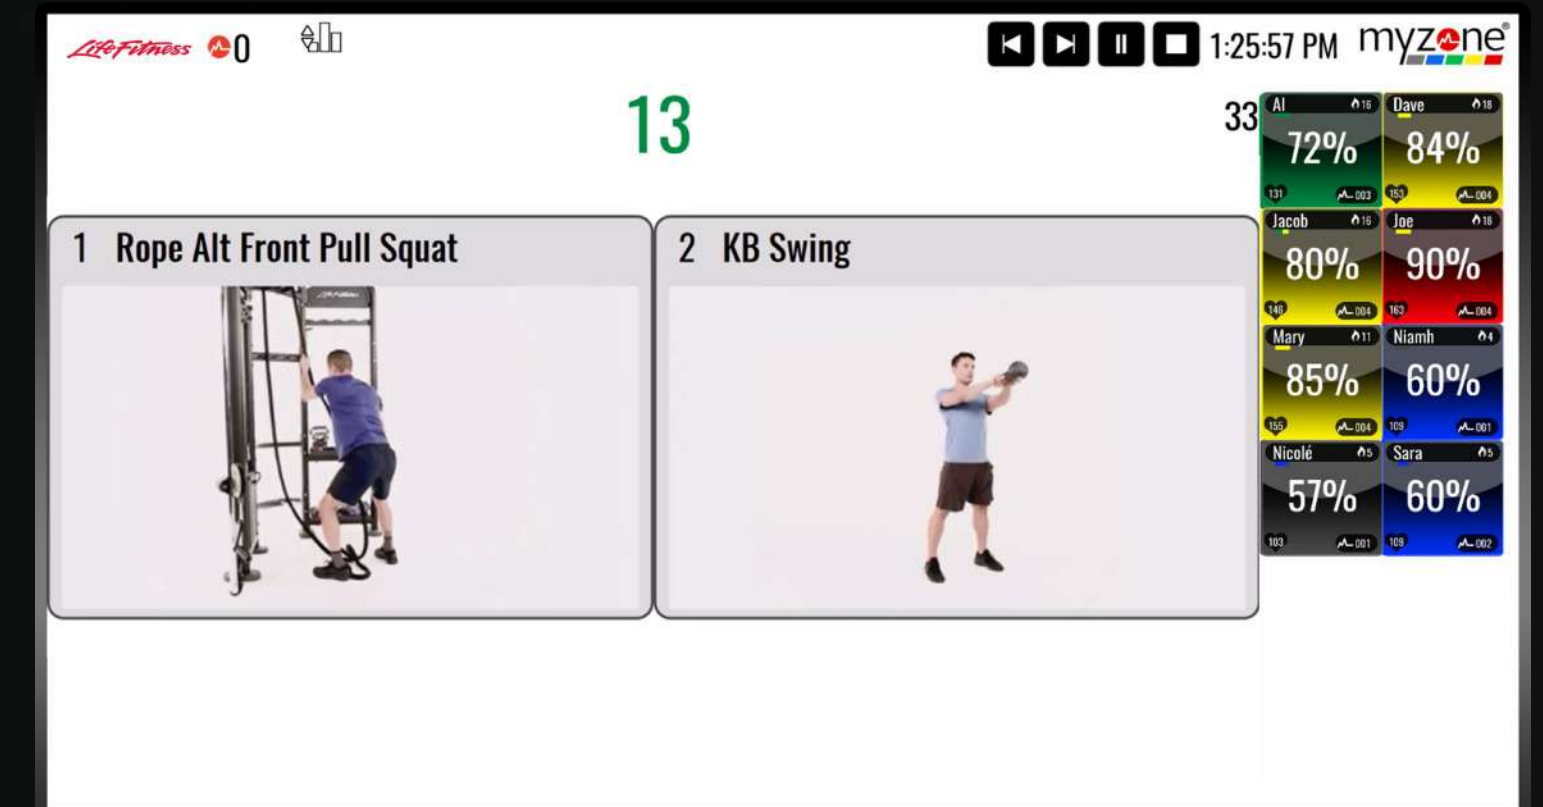 LifeFitness 0 1:25:57 PM myzone®
13
33
1 Rope Alt Front Pull Squat
2 KB Swing
Al 16
72%
131 003
Dave 18
84%
153 004
Jacob 16
80%
146 004
Joe 18
90%
163 004
Mary 11
85%
155 004
Niamh 4
60%
109 001
Nicolé 5
57%
103 001
Sara 5
60%
109 002